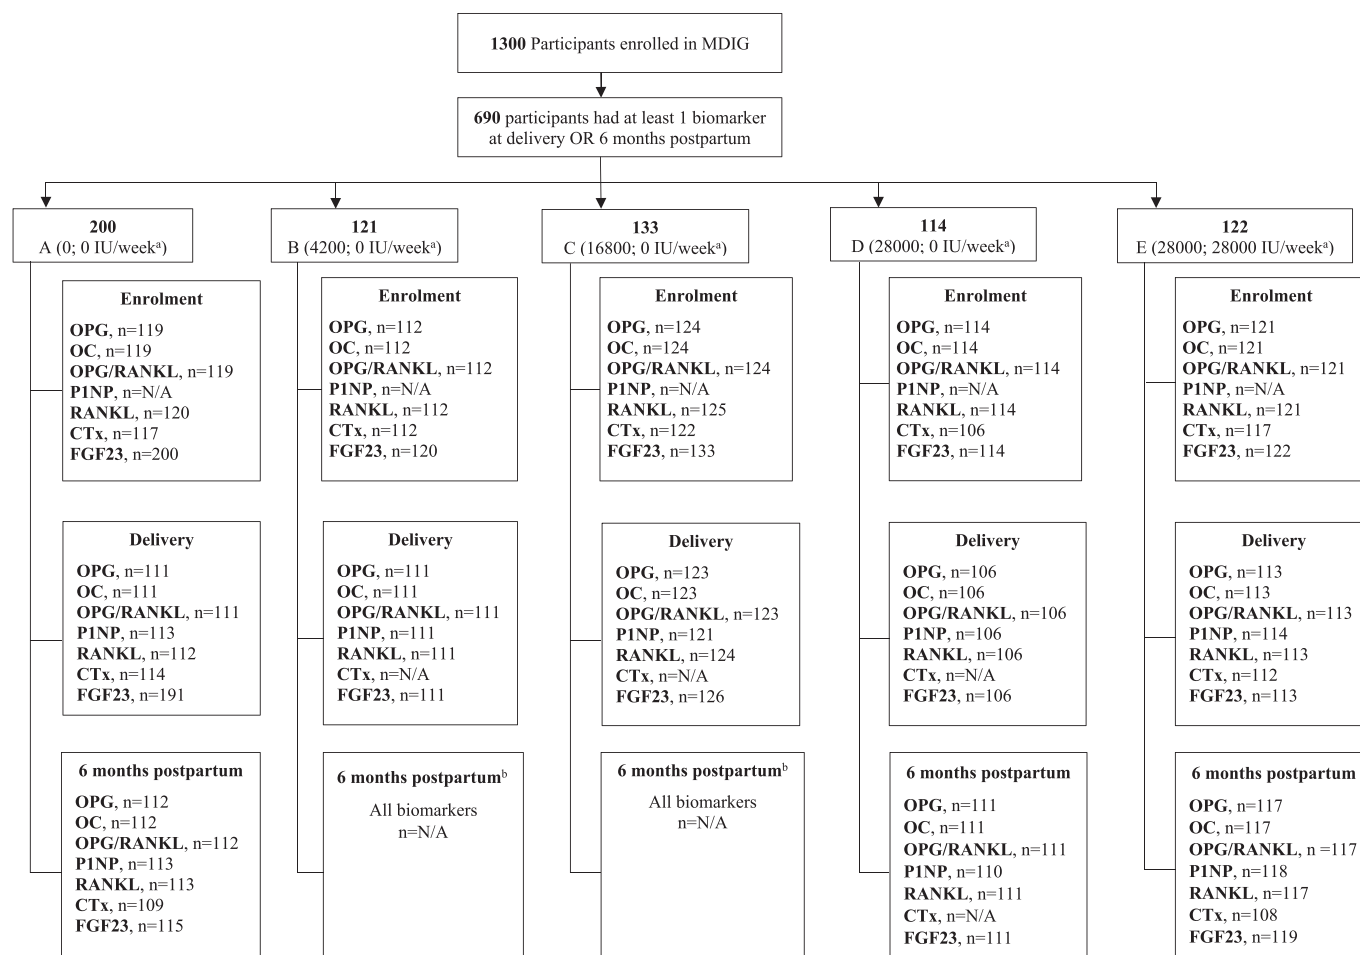 1300 Participants enrolled in MDIG
690 participants had at least 1 biomarker
at delivery OR 6 months postpartum
200
A (0; 0 IU/weekᵃ)
121
B (4200; 0 IU/weekᵃ)
133
C (16800; 0 IU/weekᵃ)
114
D (28000; 0 IU/weekᵃ)
122
E (28000; 28000 IU/weekᵃ)
Enrolment
OPG, n=119
OC, n=119
OPG/RANKL, n=119
P1NP, n=N/A
RANKL, n=120
CTx, n=117
FGF23, n=200
Enrolment
OPG, n=112
OC, n=112
OPG/RANKL, n=112
P1NP, n=N/A
RANKL, n=112
CTx, n=112
FGF23, n=120
Enrolment
OPG, n=124
OC, n=124
OPG/RANKL, n=124
P1NP, n=N/A
RANKL, n=125
CTx, n=122
FGF23, n=133
Enrolment
OPG, n=114
OC, n=114
OPG/RANKL, n=114
P1NP, n=N/A
RANKL, n=114
CTx, n=106
FGF23, n=114
Enrolment
OPG, n=121
OC, n=121
OPG/RANKL, n=121
P1NP, n=N/A
RANKL, n=121
CTx, n=117
FGF23, n=122
Delivery
OPG, n=111
OC, n=111
OPG/RANKL, n=111
P1NP, n=113
RANKL, n=112
CTx, n=114
FGF23, n=191
Delivery
OPG, n=111
OC, n=111
OPG/RANKL, n=111
P1NP, n=111
RANKL, n=111
CTx, n=N/A
FGF23, n=111
Delivery
OPG, n=123
OC, n=123
OPG/RANKL, n=123
P1NP, n=121
RANKL, n=124
CTx, n=N/A
FGF23, n=126
Delivery
OPG, n=106
OC, n=106
OPG/RANKL, n=106
P1NP, n=106
RANKL, n=106
CTx, n=N/A
FGF23, n=106
Delivery
OPG, n=113
OC, n=113
OPG/RANKL, n=113
P1NP, n=114
RANKL, n=113
CTx, n=112
FGF23, n=113
6 months postpartum
OPG, n=112
OC, n=112
OPG/RANKL, n=112
P1NP, n=113
RANKL, n=113
CTx, n=109
FGF23, n=115
6 months postpartumᵇ
All biomarkers
n=N/A
6 months postpartumᵇ
All biomarkers
n=N/A
6 months postpartum
OPG, n=111
OC, n=111
OPG/RANKL, n=111
P1NP, n=110
RANKL, n=111
CTx, n=N/A
FGF23, n=111
6 months postpartum
OPG, n=117
OC, n=117
OPG/RANKL, n =117
P1NP, n=118
RANKL, n=117
CTx, n=108
FGF23, n=119